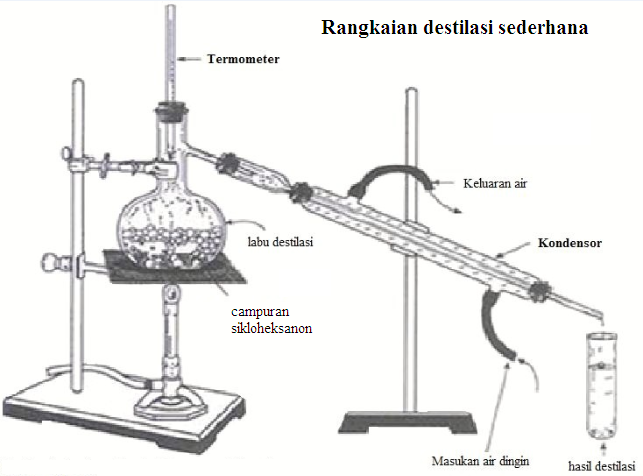 Rangkaian destilasi sederhana
Termometer
Keluaran air
labu destilasi
Kondensor
campuran
sikloheksanon
Masukan air dingin
hasil destilasi